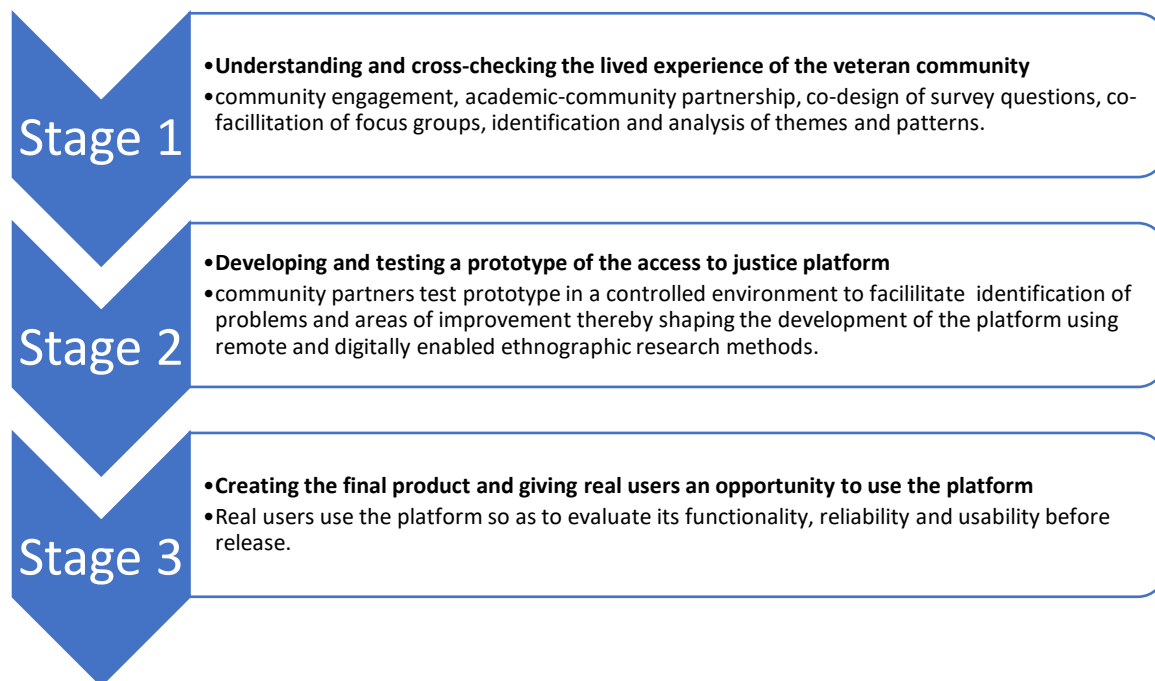 Stage 1
•Understanding and cross-checking the lived experience of the veteran community
•community engagement, academic-community partnership, co-design of survey questions, co-
facillitation of focus groups, identification and analysis of themes and patterns.
Stage 2
•Developing and testing a prototype of the access to justice platform
•community partners test prototype in a controlled environment to facililitate identification of
problems and areas of improvement thereby shaping the development of the platform using
remote and digitally enabled ethnographic research methods.
Stage 3
•Creating the final product and giving real users an opportunity to use the platform
•Real users use the platform so as to evaluate its functionality, reliability and usability before
release.